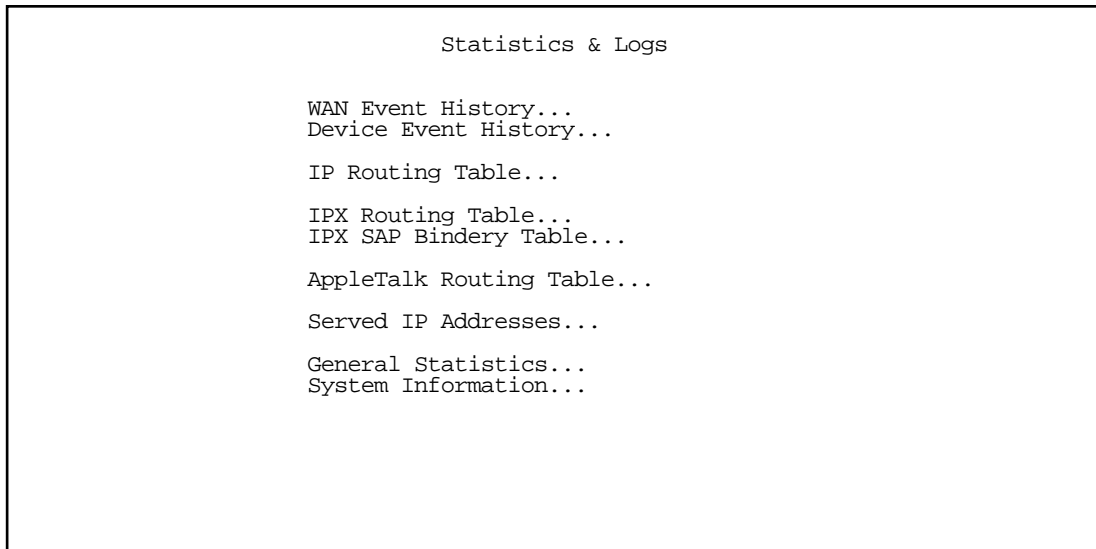 Statistics & Logs
WAN Event History...
Device Event History...
IP Routing Table...
IPX Routing Table...
IPX SAP Bindery Table...
AppleTalk Routing Table...
Served IP Addresses...
General Statistics...
System Information...